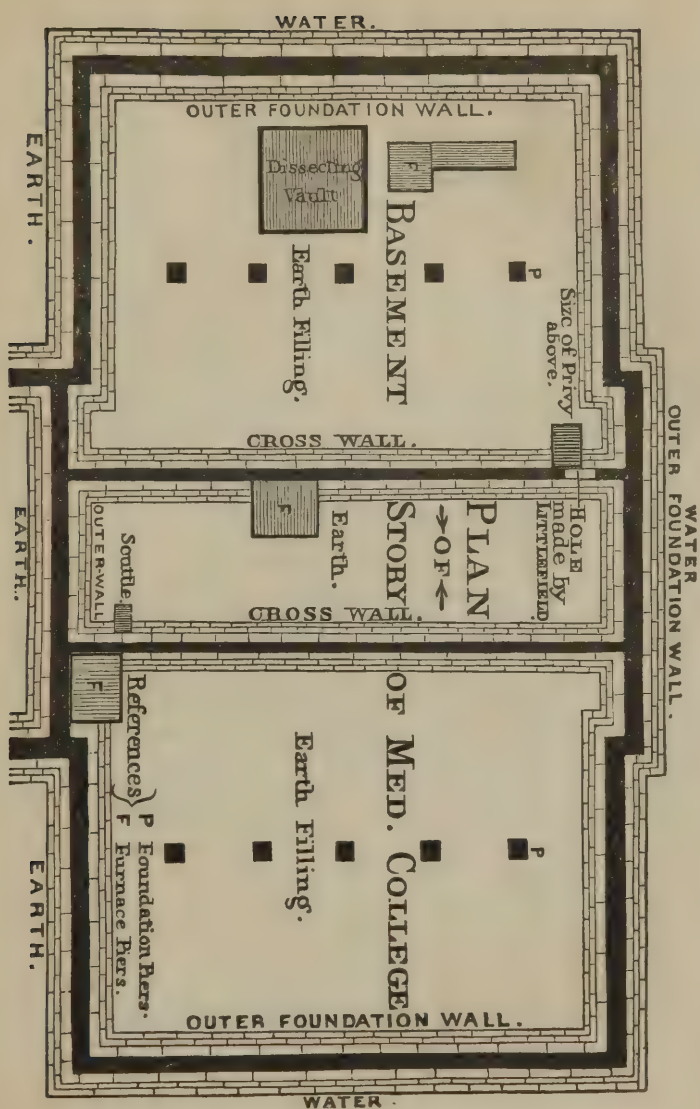 WATER.
OUTER FOUNDATION WALL.
EARTH.
Dissecting
Vault
F
BASEMENT
P
Earth Filling.
Size of Privy
above.
CROSS WALL.
WATER
OUTER FOUNDATION WALL.
HOLE
made by
LITTLEFIELD.
PLAN
OF
STORY
F
Earth.
EARTH.
OUTER-WALL
Scuttle.
CROSS WALL.
F
OF MED. COLLEGE
References
P Foundation Piers.
F Furnace Piers.
Earth Filling.
P
EARTH.
OUTER FOUNDATION WALL.
WATER.